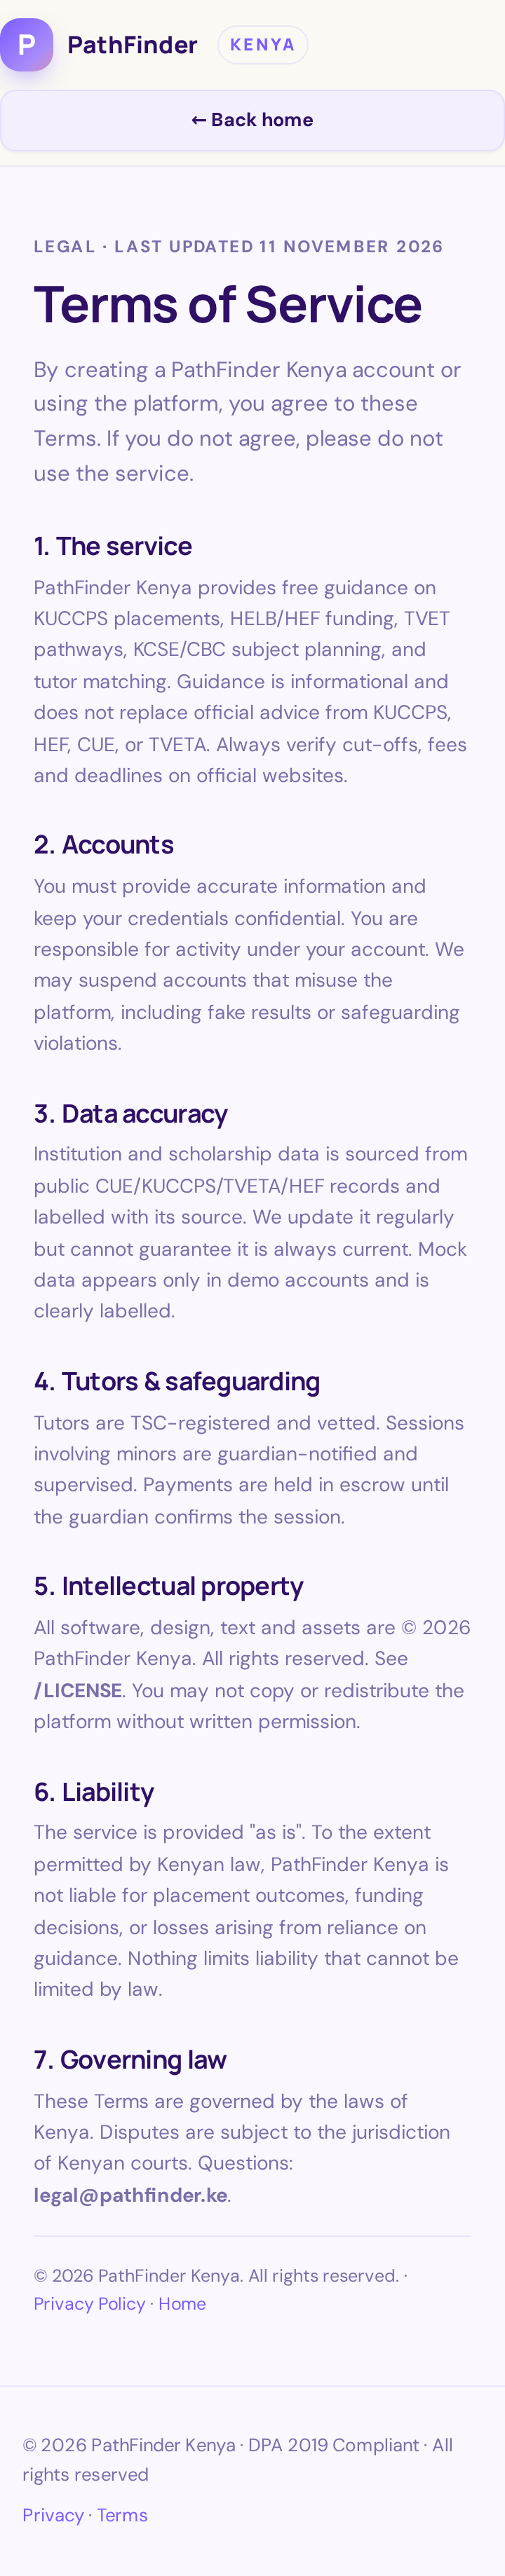 P PathFinder KENYA
← Back home
LEGAL · LAST UPDATED 11 NOVEMBER 2026
Terms of Service
By creating a PathFinder Kenya account or
using the platform, you agree to these
Terms. If you do not agree, please do not
use the service.
1. The service
PathFinder Kenya provides free guidance on
KUCCPS placements, HELB/HEF funding, TVET
pathways, KCSE/CBC subject planning, and
tutor matching. Guidance is informational and
does not replace official advice from KUCCPS,
HEF, CUE, or TVETA. Always verify cut-offs, fees
and deadlines on official websites.
2. Accounts
You must provide accurate information and
keep your credentials confidential. You are
responsible for activity under your account. We
may suspend accounts that misuse the
platform, including fake results or safeguarding
violations.
3. Data accuracy
Institution and scholarship data is sourced from
public CUE/KUCCPS/TVETA/HEF records and
labelled with its source. We update it regularly
but cannot guarantee it is always current. Mock
data appears only in demo accounts and is
clearly labelled.
4. Tutors & safeguarding
Tutors are TSC-registered and vetted. Sessions
involving minors are guardian-notified and
supervised. Payments are held in escrow until
the guardian confirms the session.
5. Intellectual property
All software, design, text and assets are © 2026
PathFinder Kenya. All rights reserved. See
/LICENSE. You may not copy or redistribute the
platform without written permission.
6. Liability
The service is provided "as is". To the extent
permitted by Kenyan law, PathFinder Kenya is
not liable for placement outcomes, funding
decisions, or losses arising from reliance on
guidance. Nothing limits liability that cannot be
limited by law.
7. Governing law
These Terms are governed by the laws of
Kenya. Disputes are subject to the jurisdiction
of Kenyan courts. Questions:
legal@pathfinder.ke.
© 2026 PathFinder Kenya. All rights reserved. ·
Privacy Policy · Home
© 2026 PathFinder Kenya · DPA 2019 Compliant · All
rights reserved
Privacy · Terms